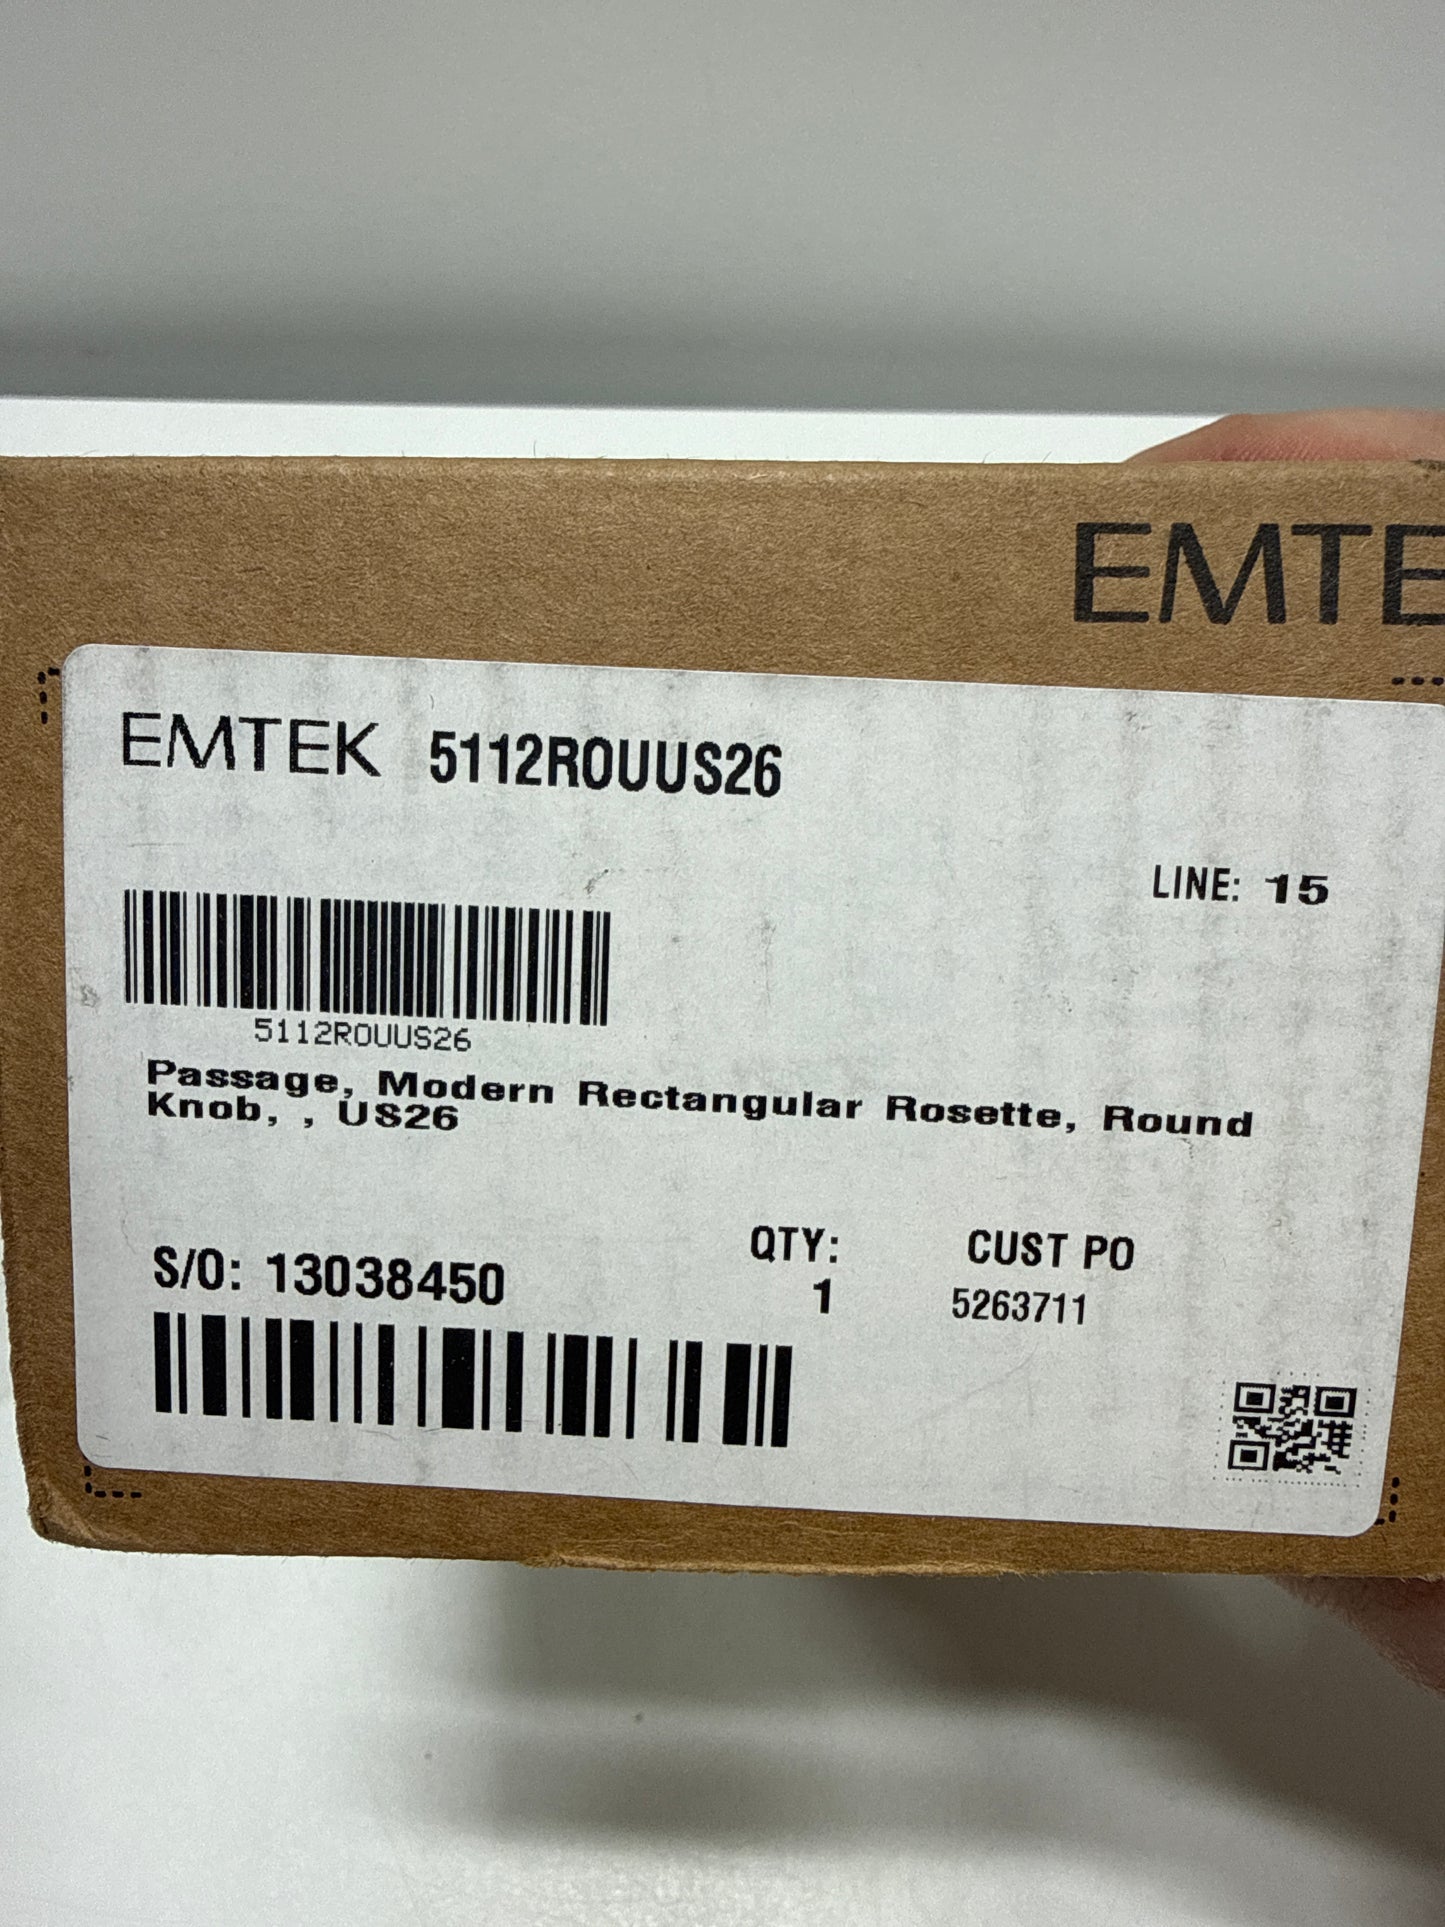 EMTE
EMTEK 5112ROUUS26
LINE: 15
5112ROUUS26
Passage, Modern Rectangular Rosette, Round
Knob, , US26
S/O: 13038450
QTY:
1
CUST PO
5263711